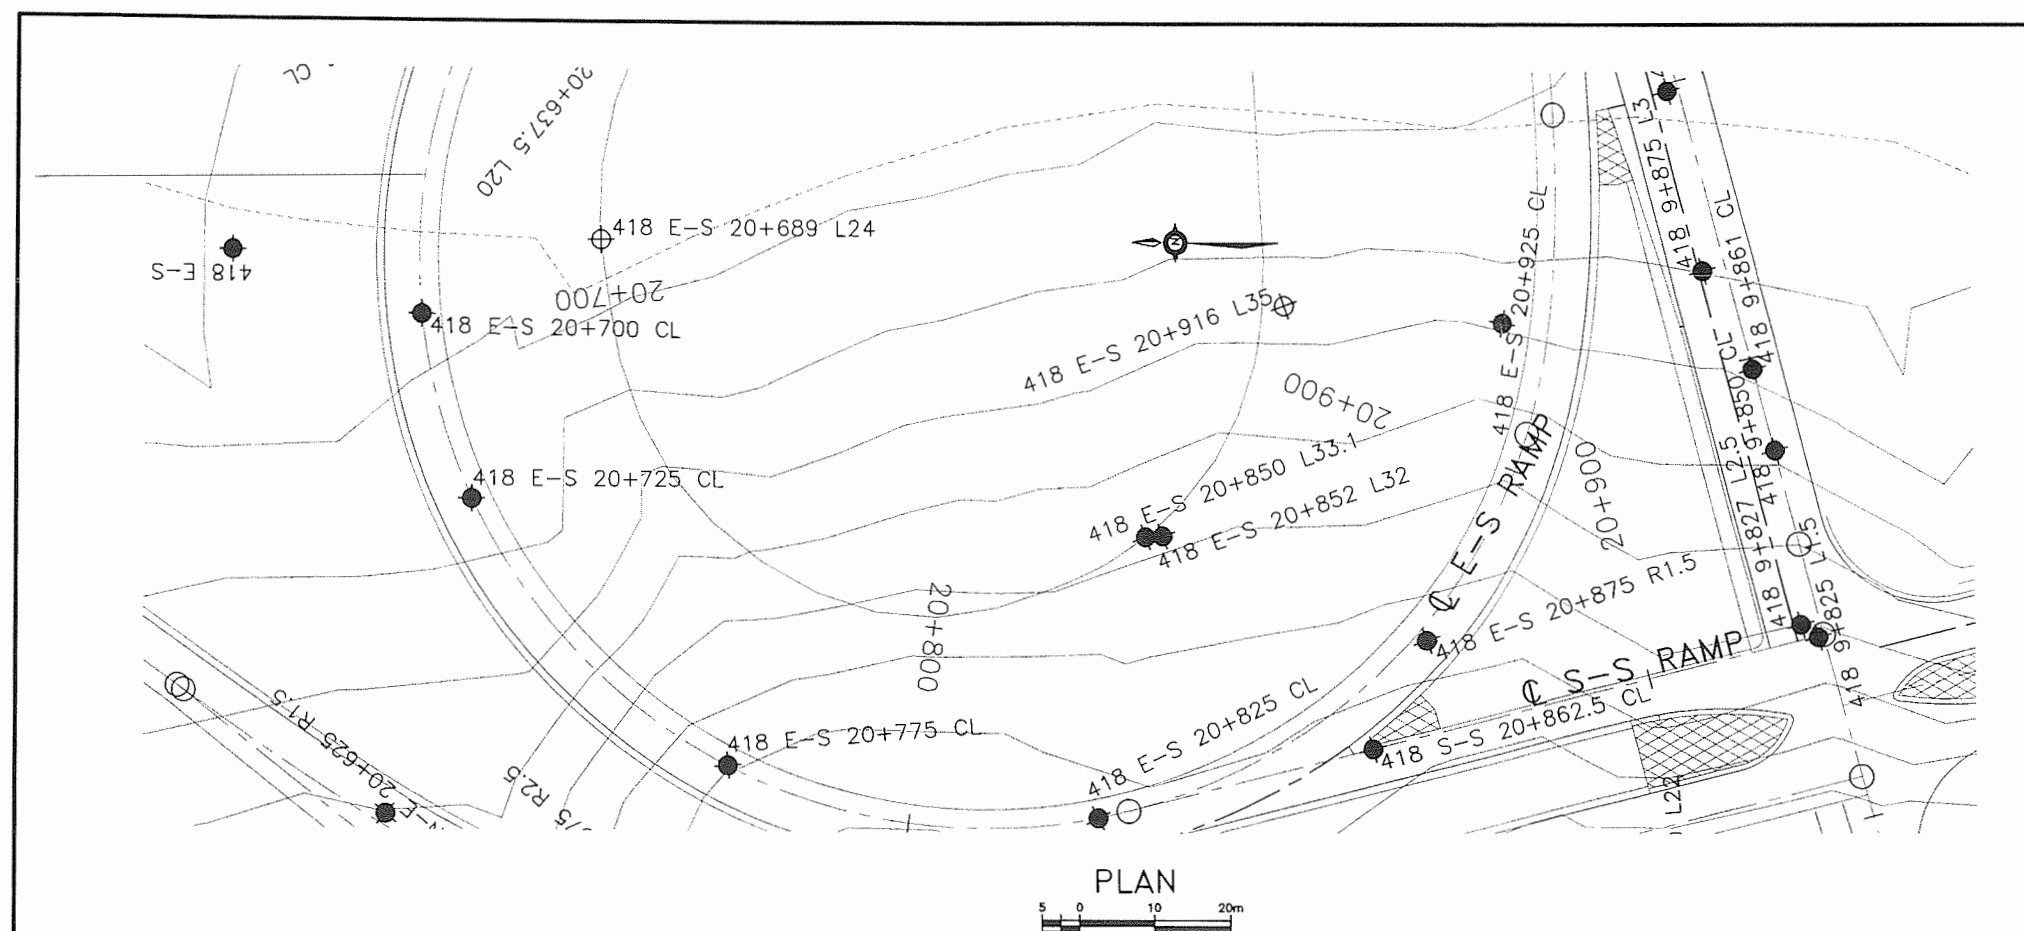 CL
20+637.5 L20
418 E-S 20+689 L24
418 E-S
20+700
418 E-S 20+700 CL
N
418 E-S 20+916 L35
418 E-S 20+925 CL
418 9+875 L3
418 9+861 CL
20+900
418 E-S 20+725 CL
418 E-S 20+850 L33.1
418 E-S 20+852 L32
℄ E-S RAMP
20+900
418 9+850 CL
418 9+827 L2.5
418 9+825 L1.5
20+800
418 E-S 20+875 R1.5
℄ S-S RAMP
418 S-S 20+862.5 CL
20+625 R1.5
418 E-S 20+775 CL
418 E-S 20+825 CL
R2.5
L22
PLAN
5 0 10 20m